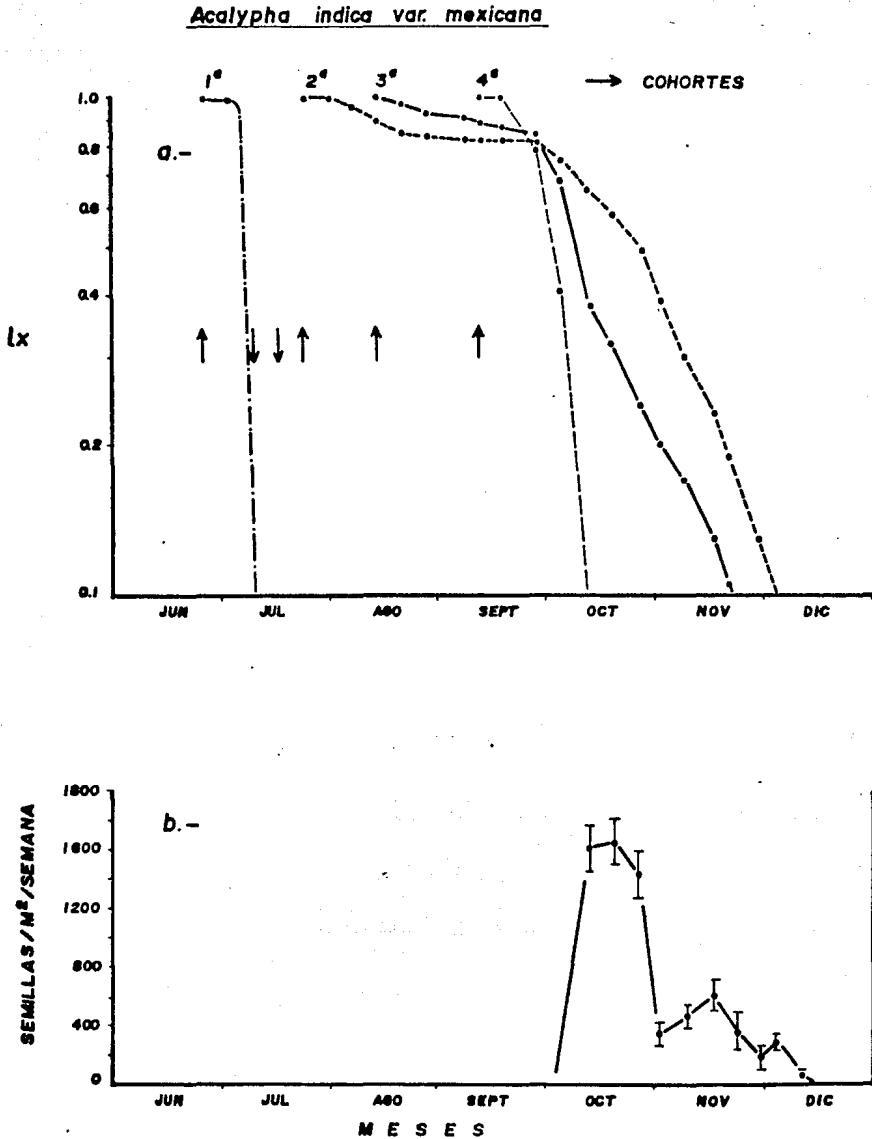 Acalypha indica var. mexicana
1ª 2ª 3ª 4ª → COHORTES
a.-
1.0
0.8
0.6
0.4
0.2
0.1
lx
JUN JUL AGO SEPT OCT NOV DIC
b.-
1800
1600
1200
800
400
0
SEMILLAS/M²/SEMANA
JUN JUL AGO SEPT OCT NOV DIC
MESES